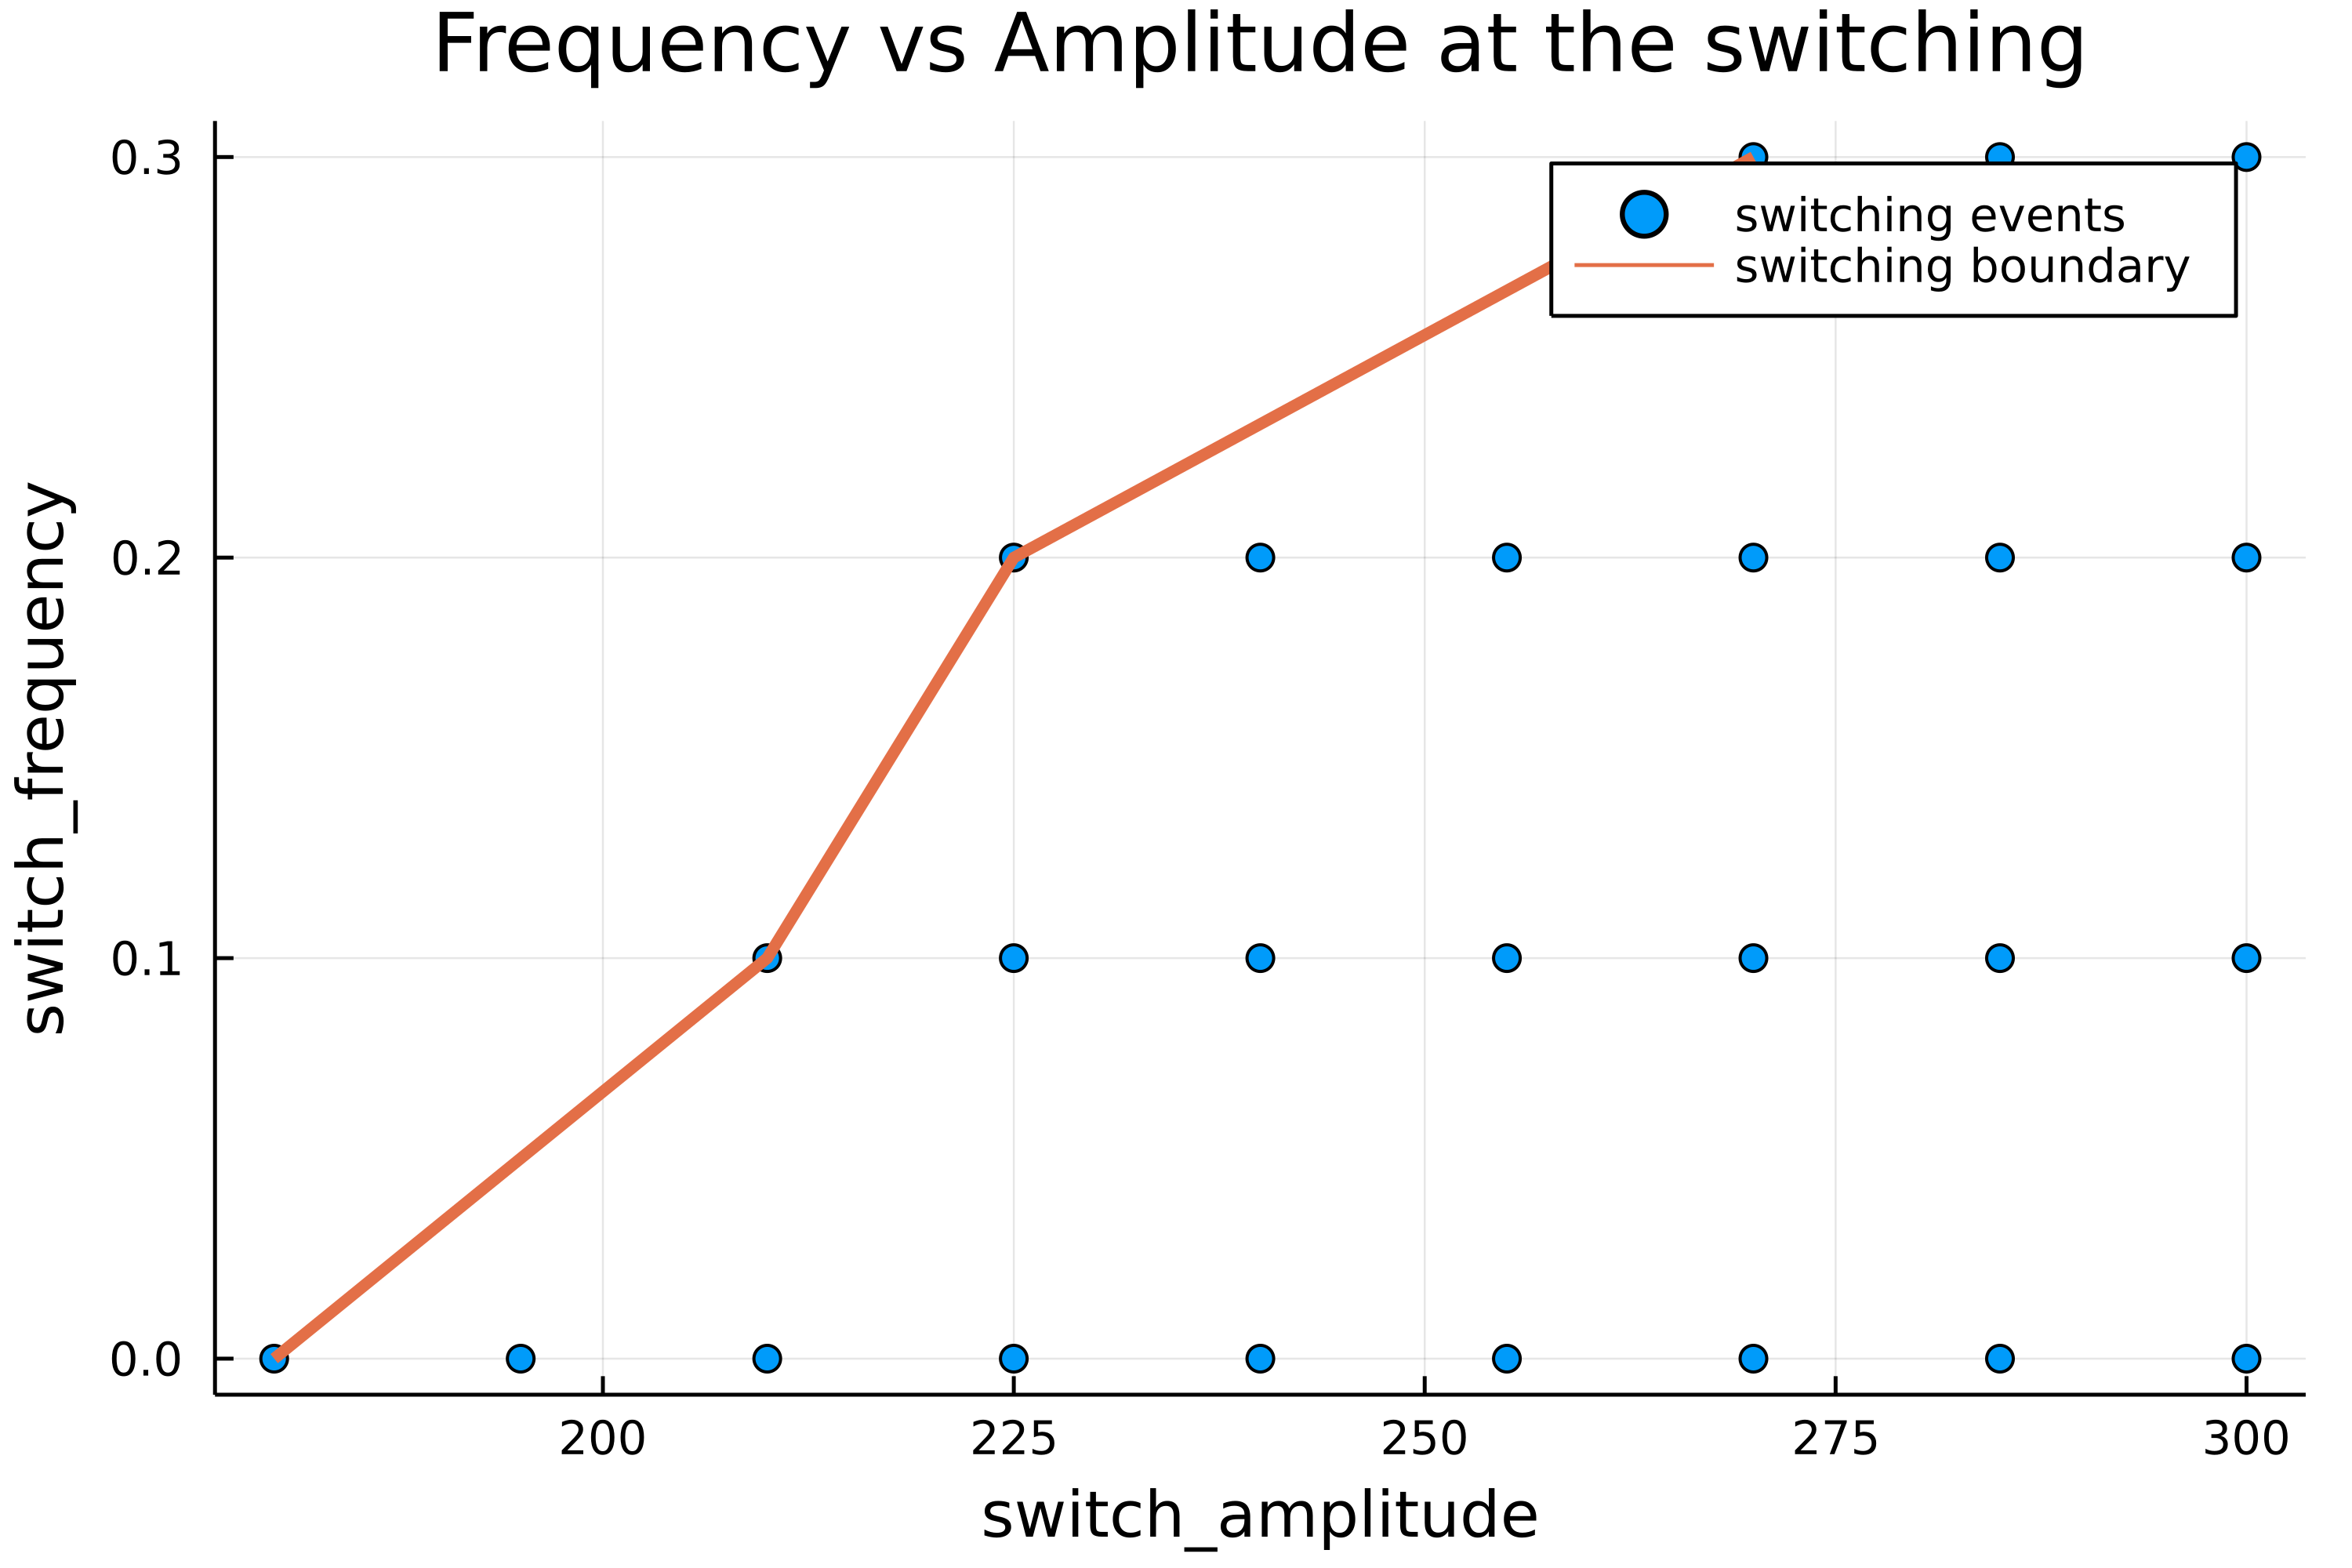 Frequency vs Amplitude at the switching
switching events
switching boundary
switch_frequency
0.3
0.2
0.1
0.0
200 225 250 275 300
switch_amplitude